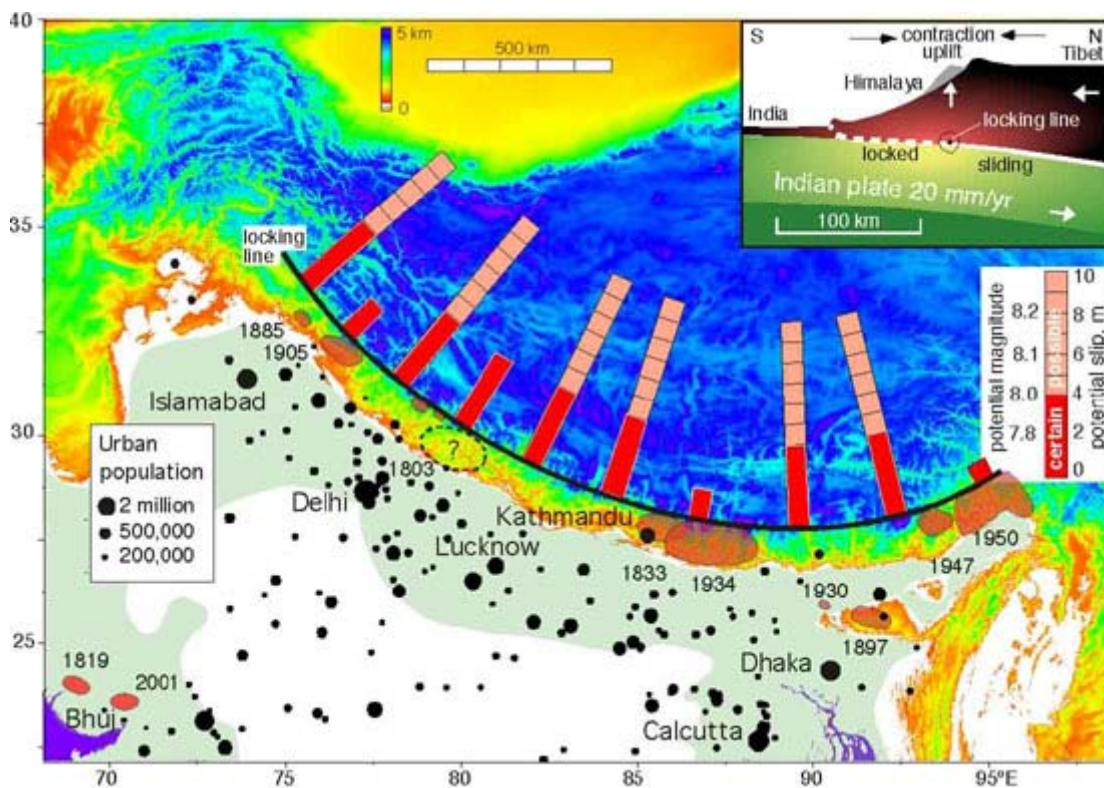 40
35
30
25
5 km
0
500 km
S
contraction
N
uplift
Tibet
Himalaya
India
locking line
locked
sliding
Indian plate 20 mm/yr
100 km
locking
line
potential magnitude
8.2
8.1
8.0
7.8
certain possible
10
8
6
4
2
0
potential slip, m
1885
1905
Islamabad
Urban
population
2 million
500,000
200,000
?
1803
Delhi
Kathmandu
Lucknow
1833
1934
1930
1947
1950
1897
Dhaka
1819
2001
Bhuj
Calcutta
70
75
80
85
90
95ºE